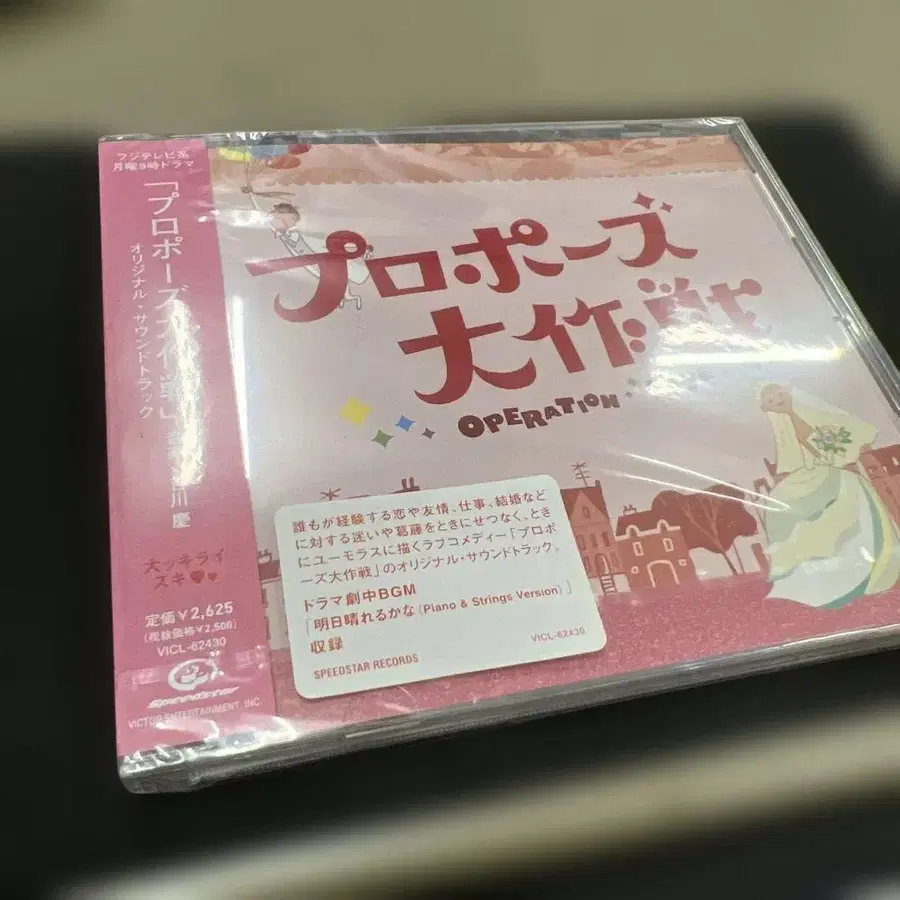 フジテレビ系
月曜9時ドラマ
「プロポーズ大作戦」
オリジナル・サウンドトラック
川 慶
大ッキライ
スキ
定価¥2,625
(税抜価格¥2,500)
VICL-62430
Speedstar
VICTOR ENTERTAINMENT, INC.
プロポーズ
大作戦
OPERATION
誰もが経験する恋や友情、仕事、結婚など
に対する迷いや葛藤をときにせつなく、とき
にユーモラスに描くラブコメディー「プロポ
ーズ大作戦」のオリジナル・サウンドトラック。
ドラマ劇中BGM
「明日晴れるかな(Piano & Strings Version)」
収録
VICL-62430
SPEEDSTAR RECORDS